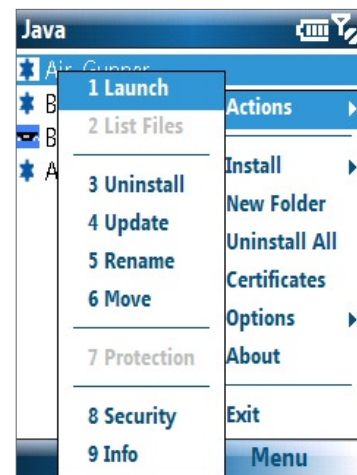 Java
Air Gunner
B
B
A
1 Launch
2 List Files
3 Uninstall
4 Update
5 Rename
6 Move
7 Protection
8 Security
9 Info
Actions
Install
New Folder
Uninstall All
Certificates
Options
About
Exit
Menu